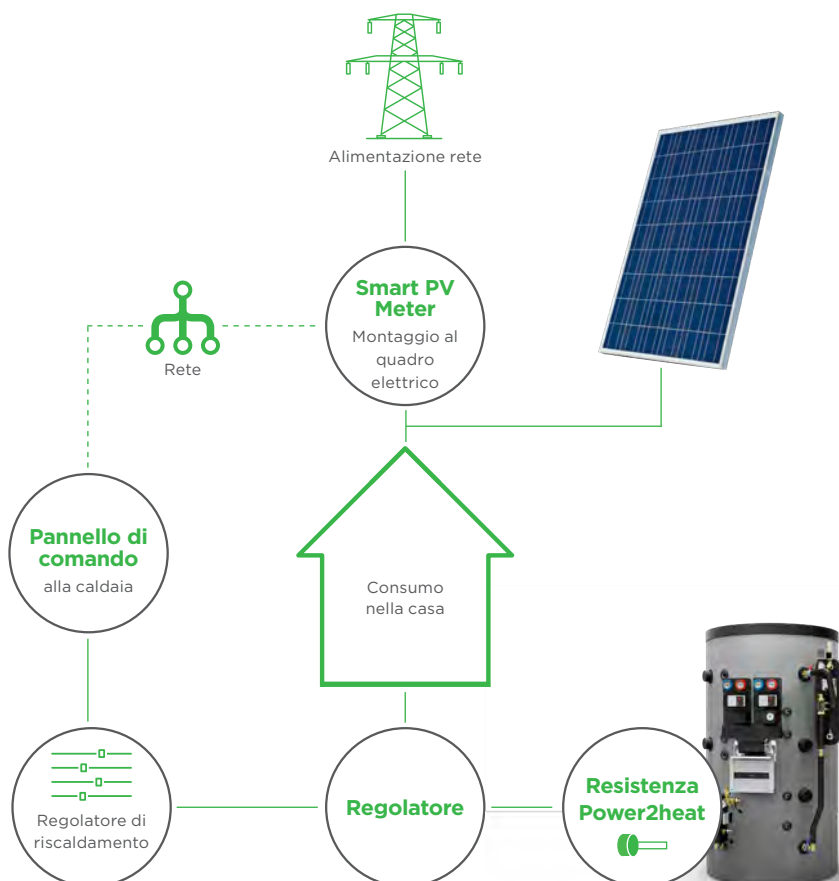 Alimentazione rete
Smart PV
Meter
Montaggio al
quadro
elettrico
Rete
Pannello di
comando
alla caldaia
Consumo
nella casa
Regolatore di
riscaldamento
Regolatore
Resistenza
Power2heat